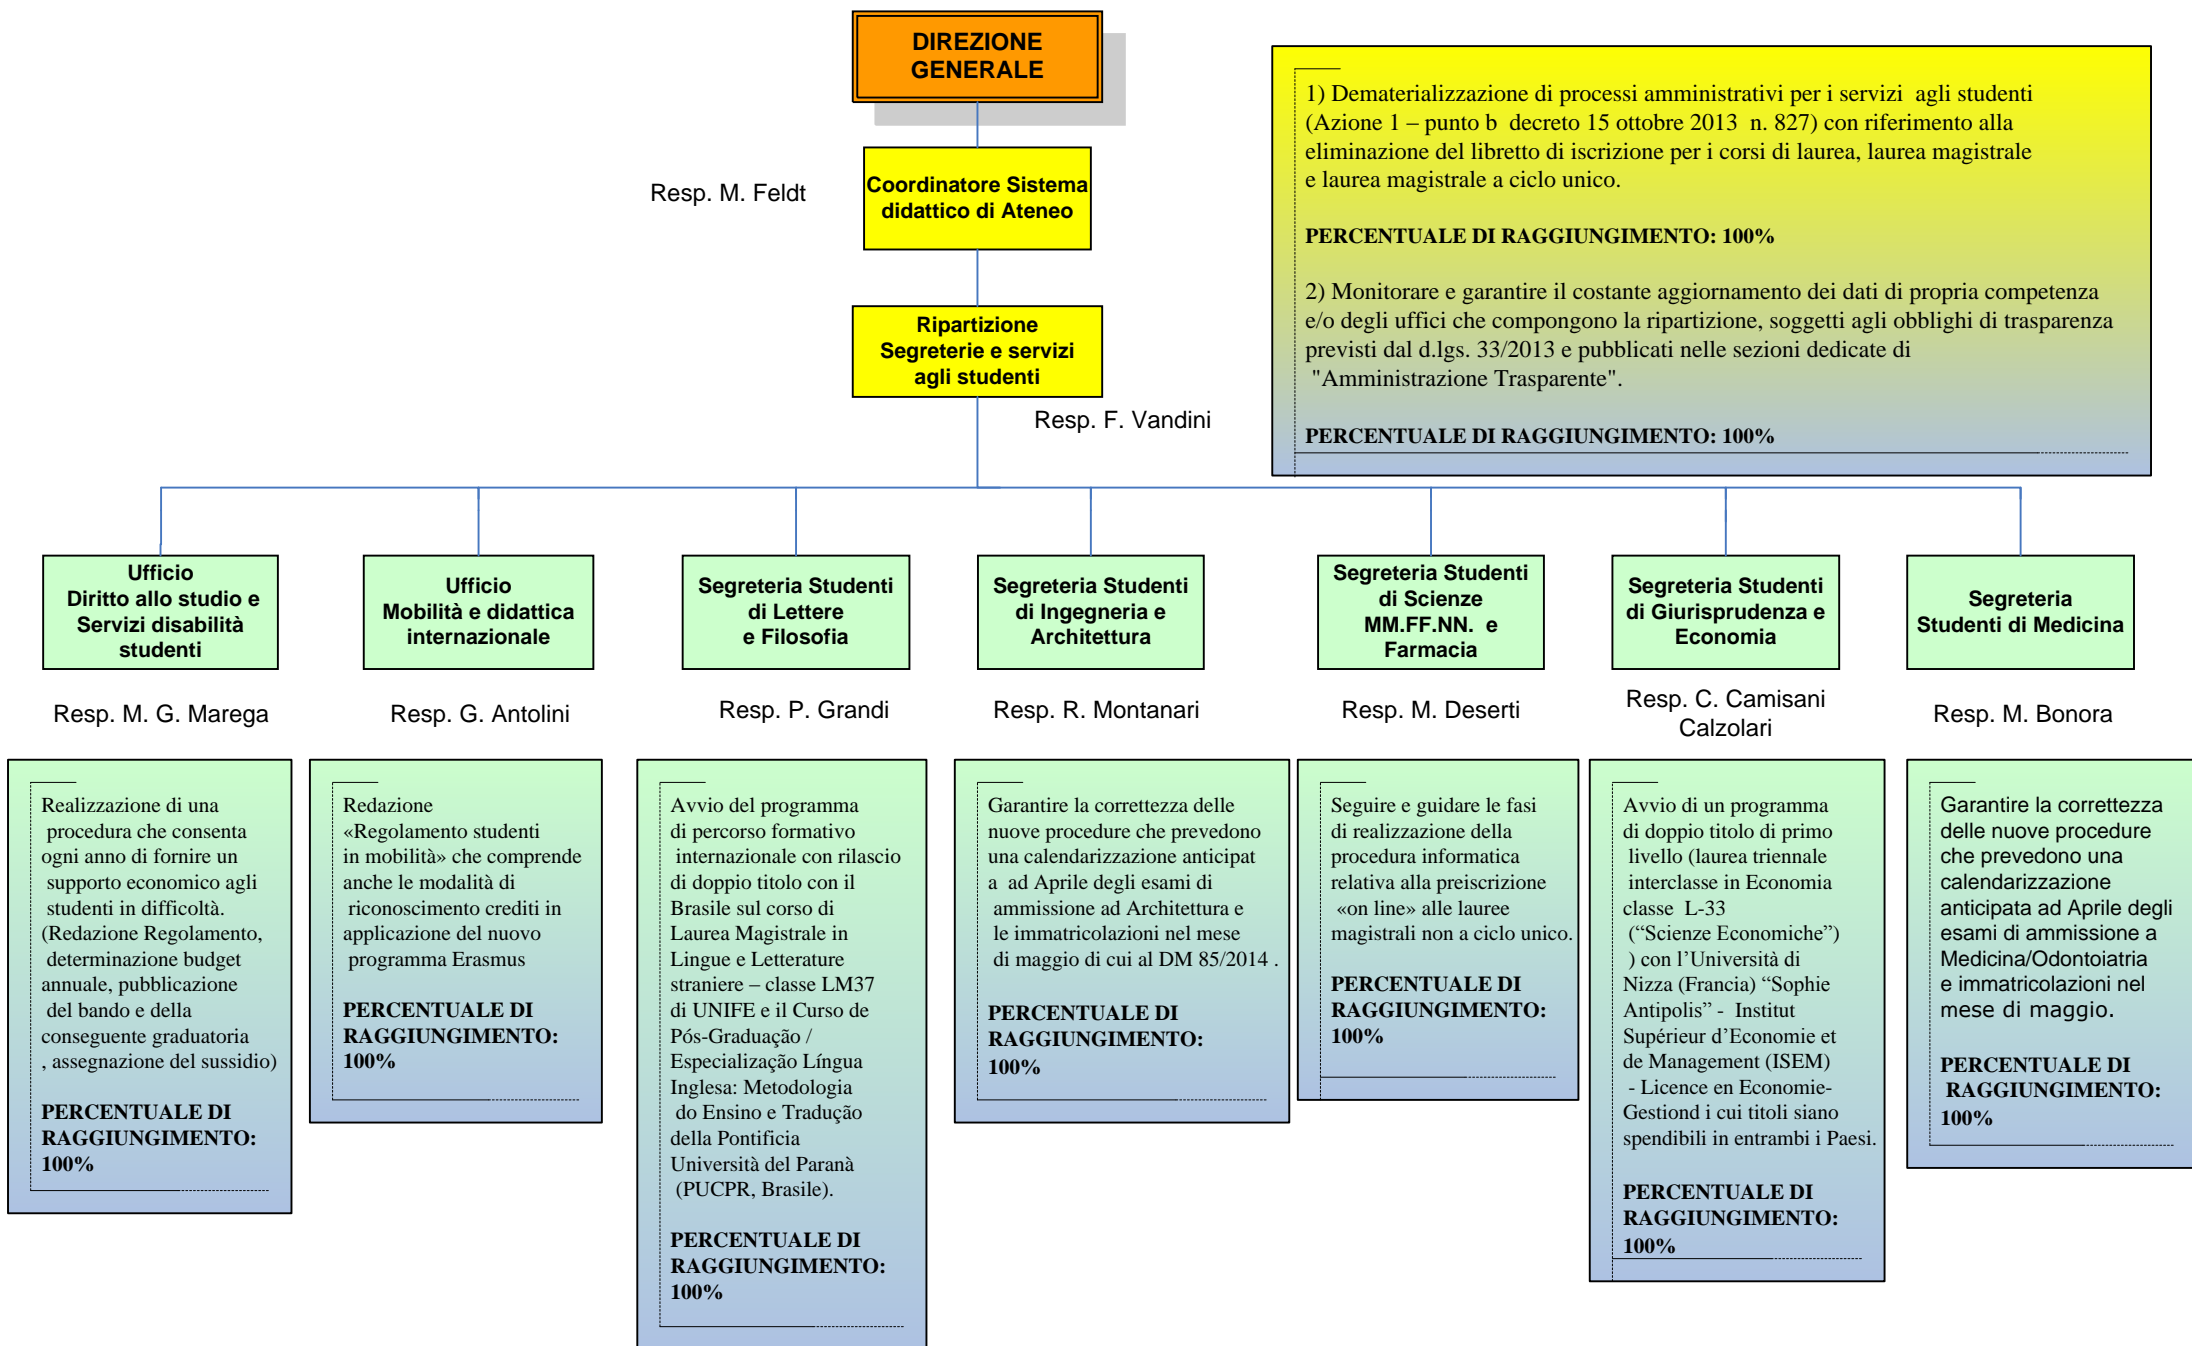 DIREZIONE
GENERALE
Resp. M. Feldt
Coordinatore Sistema
didattico di Ateneo
Ripartizione
Segreterie e servizi
agli studenti
Resp. F. Vandini
1) Dematerializzazione di processi amministrativi per i servizi  agli studenti
(Azione 1 – punto b  decreto 15 ottobre 2013  n. 827) con riferimento alla
eliminazione del libretto di iscrizione per i corsi di laurea, laurea magistrale
e laurea magistrale a ciclo unico.
PERCENTUALE DI RAGGIUNGIMENTO: 100%
2) Monitorare e garantire il costante aggiornamento dei dati di propria competenza
e/o degli uffici che compongono la ripartizione, soggetti agli obblighi di trasparenza
previsti dal d.lgs. 33/2013 e pubblicati nelle sezioni dedicate di
"Amministrazione Trasparente".
PERCENTUALE DI RAGGIUNGIMENTO: 100%
Ufficio
Diritto allo studio e
Servizi disabilità
studenti
Resp. M. G. Marega
Realizzazione di una
procedura che consenta
ogni anno di fornire un
supporto economico agli
studenti in difficoltà.
(Redazione Regolamento,
determinazione budget
annuale, pubblicazione
del bando e della
conseguente graduatoria
, assegnazione del sussidio)
PERCENTUALE DI
RAGGIUNGIMENTO:
100%
Ufficio
Mobilità e didattica
internazionale
Resp. G. Antolini
Redazione
«Regolamento studenti
in mobilità» che comprende
anche le modalità di
riconoscimento crediti in
applicazione del nuovo
programma Erasmus
PERCENTUALE DI
RAGGIUNGIMENTO:
100%
Segreteria Studenti
di Lettere
e Filosofia
Resp. P. Grandi
Avvio del programma
di percorso formativo
internazionale con rilascio
di doppio titolo con il
Brasile sul corso di
Laurea Magistrale in
Lingue e Letterature
straniere – classe LM37
di UNIFE e il Curso de
Pós-Graduação /
Especialização Língua
Inglesa: Metodologia
do Ensino e Tradução
della Pontificia
Università del Paranà
(PUCPR, Brasile).
PERCENTUALE DI
RAGGIUNGIMENTO:
100%
Segreteria Studenti
di Ingegneria e
Architettura
Resp. R. Montanari
Garantire la correttezza delle
nuove procedure che prevedono
una calendarizzazione anticipat
a  ad Aprile degli esami di
ammissione ad Architettura e
le immatricolazioni nel mese
di maggio di cui al DM 85/2014 .
PERCENTUALE DI
RAGGIUNGIMENTO:
100%
Segreteria Studenti
di Scienze
MM.FF.NN.  e
Farmacia
Resp. M. Deserti
Seguire e guidare le fasi
di realizzazione della
procedura informatica
relativa alla preiscrizione
«on line» alle lauree
magistrali non a ciclo unico.
PERCENTUALE DI
RAGGIUNGIMENTO:
100%
Segreteria Studenti
di Giurisprudenza e
Economia
Resp. C. Camisani
Calzolari
Avvio di un programma
di doppio titolo di primo
livello (laurea triennale
interclasse in Economia
classe  L-33
(“Scienze Economiche”)
) con l’Università di
Nizza (Francia) “Sophie
Antipolis” -  Institut
Supérieur d’Economie et
de Management (ISEM)
- Licence en Economie-
Gestiond i cui titoli siano
spendibili in entrambi i Paesi.
PERCENTUALE DI
RAGGIUNGIMENTO:
100%
Segreteria
Studenti di Medicina
Resp. M. Bonora
Garantire la correttezza
delle nuove procedure
che prevedono una
calendarizzazione
anticipata ad Aprile degli
esami di ammissione a
Medicina/Odontoiatria
e immatricolazioni nel
mese di maggio.
PERCENTUALE DI
RAGGIUNGIMENTO:
100%